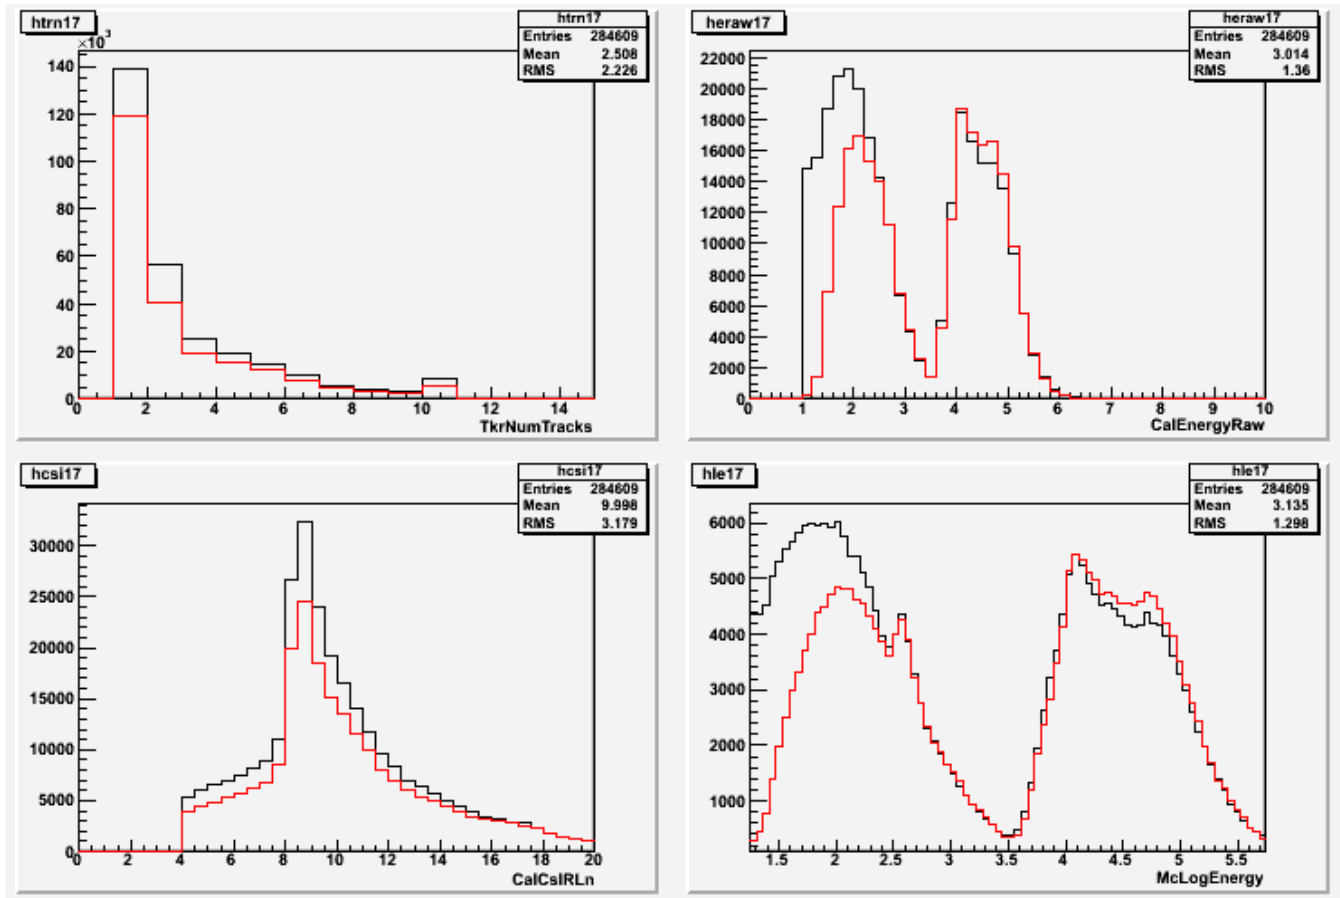 htrn17
htrn17
Entries 284609
Mean 2.508
RMS 2.226
×10³
140
120
100
80
60
40
20
0
0 2 4 6 8 10 12 14
TkrNumTracks
heraw17
heraw17
Entries 284609
Mean 3.014
RMS 1.36
22000
20000
18000
16000
14000
12000
10000
8000
6000
4000
2000
0
0 1 2 3 4 5 6 7 8 9 10
CalEnergyRaw
hcsi17
hcsi17
Entries 284609
Mean 9.998
RMS 3.179
30000
25000
20000
15000
10000
5000
0
0 2 4 6 8 10 12 14 16 18 20
CalCsIRLn
hle17
hle17
Entries 284609
Mean 3.135
RMS 1.298
6000
5000
4000
3000
2000
1000
1.5 2 2.5 3 3.5 4 4.5 5 5.5
McLogEnergy